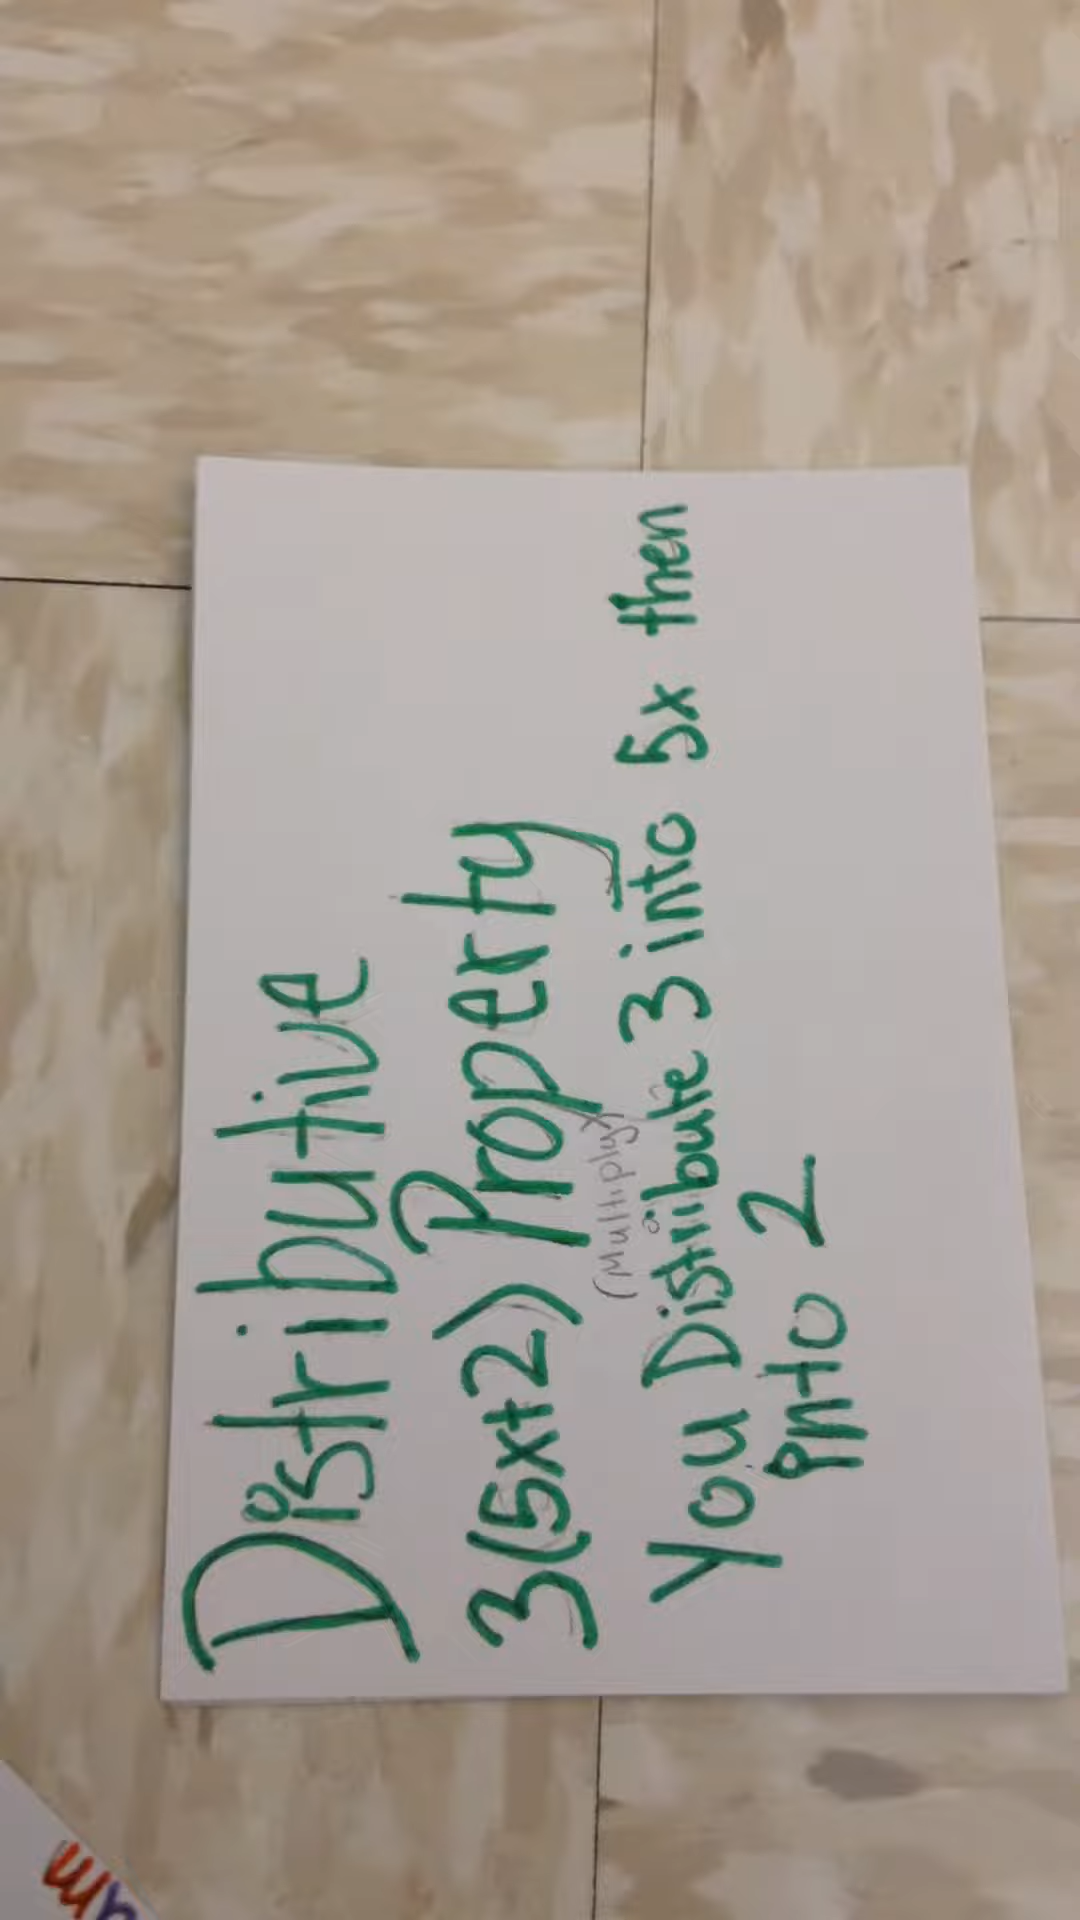 Distributive
3(5x+2) Property
(Multiply)
You Distribute 3 into 5x then
into 2